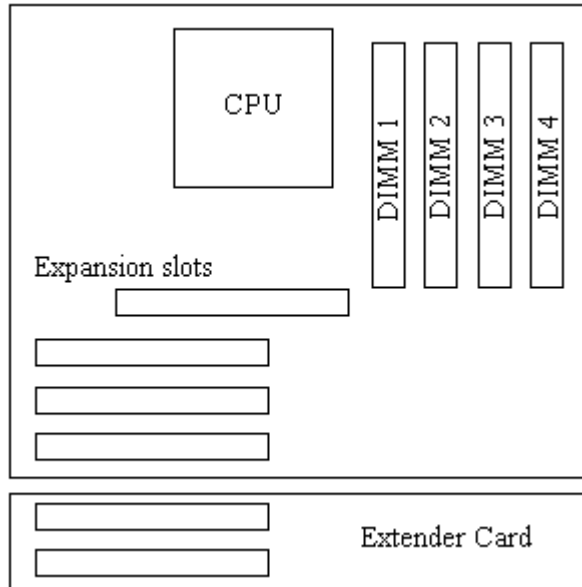 CPU
DIMM 1
DIMM 2
DIMM 3
DIMM 4
Expansion slots
Extender Card